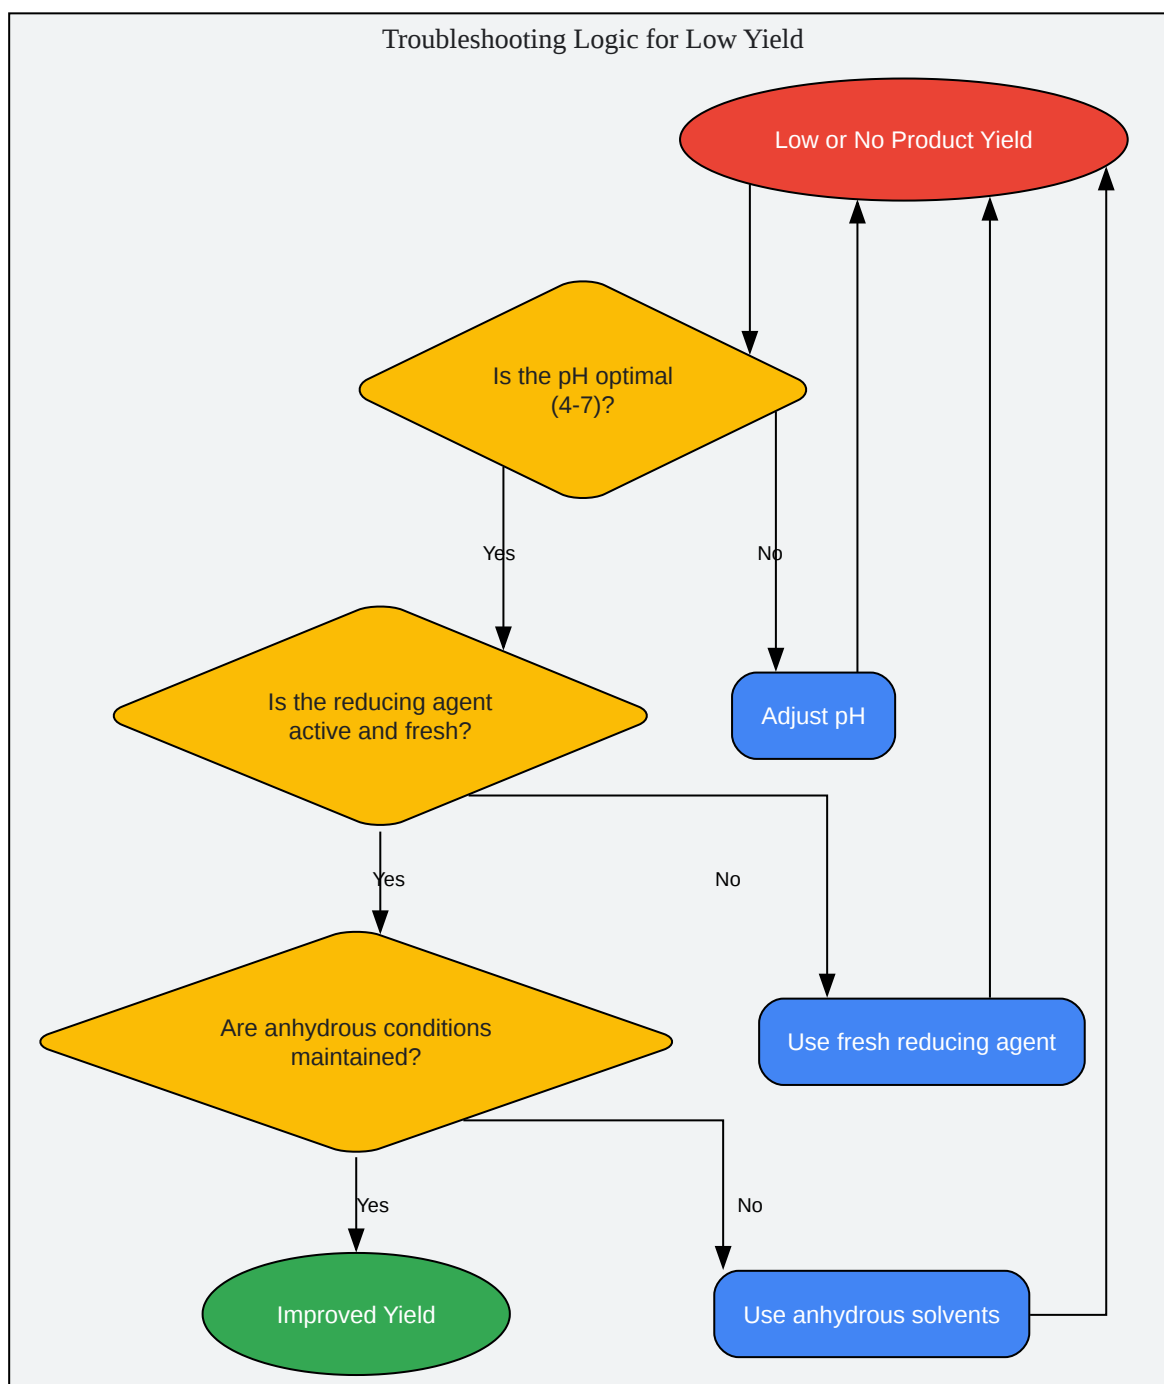 Troubleshooting Logic for Low Yield
Low or No Product Yield
Is the pH optimal
(4-7)?
Yes
No
Is the reducing agent
active and fresh?
Adjust pH
Yes
No
Are anhydrous conditions
maintained?
Use fresh reducing agent
Yes
No
Improved Yield
Use anhydrous solvents